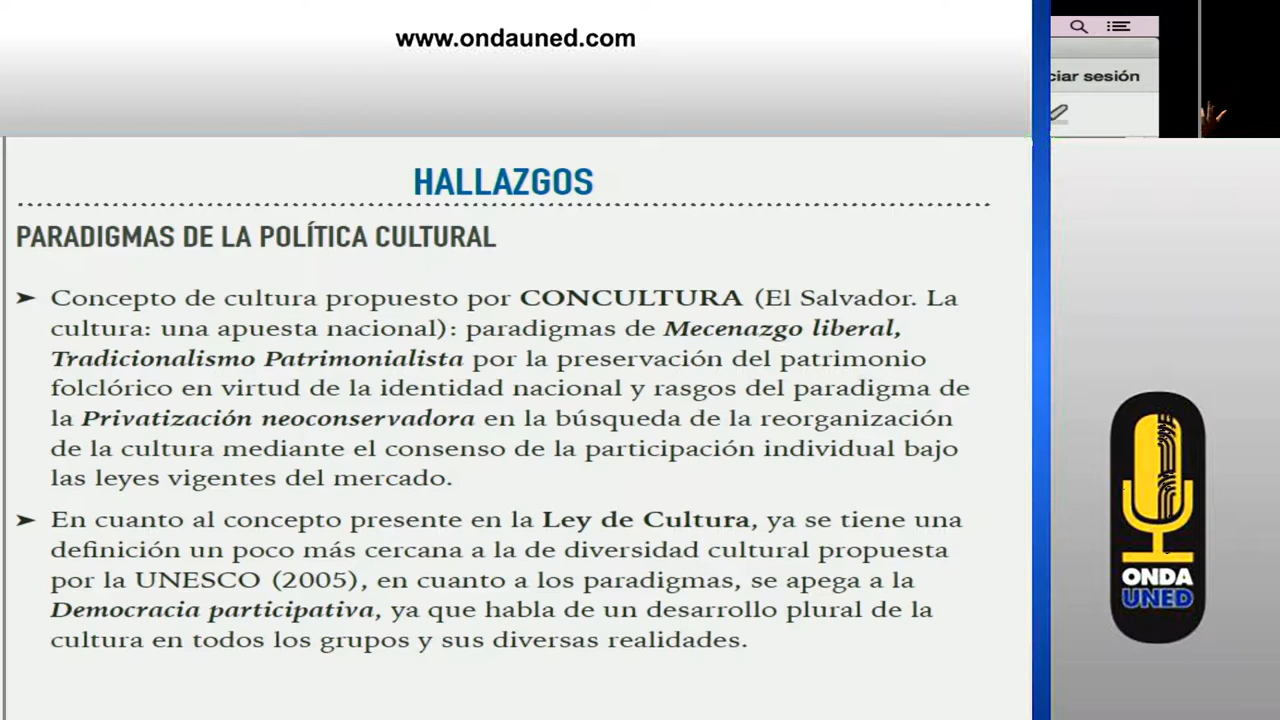 www.ondauned.com
ciar sesión
HALLAZGOS
PARADIGMAS DE LA POLÍTICA CULTURAL
➤ Concepto de cultura propuesto por CONCULTURA (El Salvador. La
cultura: una apuesta nacional): paradigmas de Mecenazgo liberal,
Tradicionalismo Patrimonialista por la preservación del patrimonio
folclórico en virtud de la identidad nacional y rasgos del paradigma de
la Privatización neoconservadora en la búsqueda de la reorganización
de la cultura mediante el consenso de la participación individual bajo
las leyes vigentes del mercado.
➤ En cuanto al concepto presente en la Ley de Cultura, ya se tiene una
definición un poco más cercana a la de diversidad cultural propuesta
por la UNESCO (2005), en cuanto a los paradigmas, se apega a la
Democracia participativa, ya que habla de un desarrollo plural de la
cultura en todos los grupos y sus diversas realidades.
ONDA
UNED